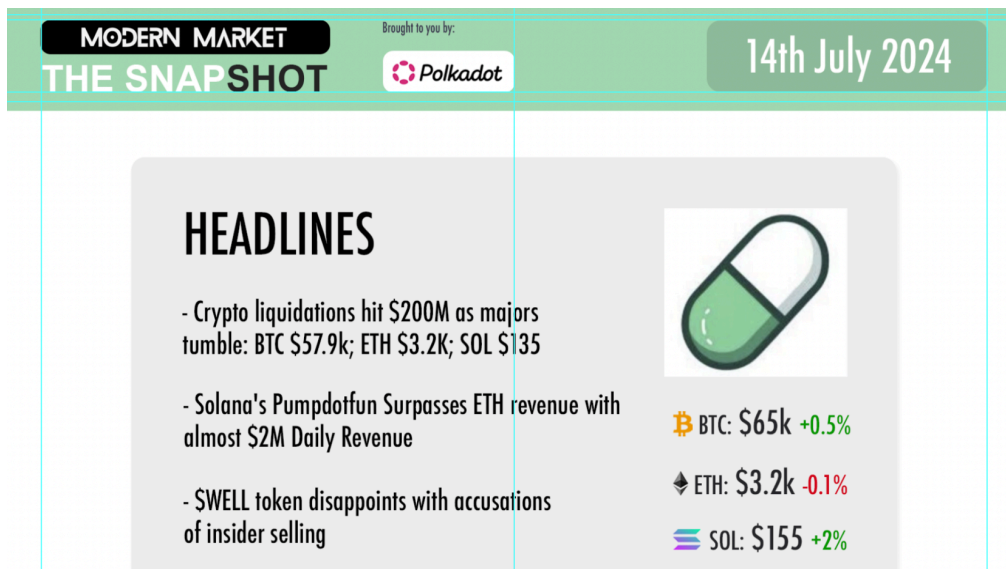 MODERN MARKET
THE SNAPSHOT
Brought to you by:
Polkadot
14th July 2024
HEADLINES
- Crypto liquidations hit $200M as majors
tumble: BTC $57.9k; ETH $3.2K; SOL $135
- Solana's Pumpdotfun Surpasses ETH revenue with
almost $2M Daily Revenue
- $WELL token disappoints with accusations
of insider selling
BTC: $65k +0.5%
ETH: $3.2k -0.1%
SOL: $155 +2%